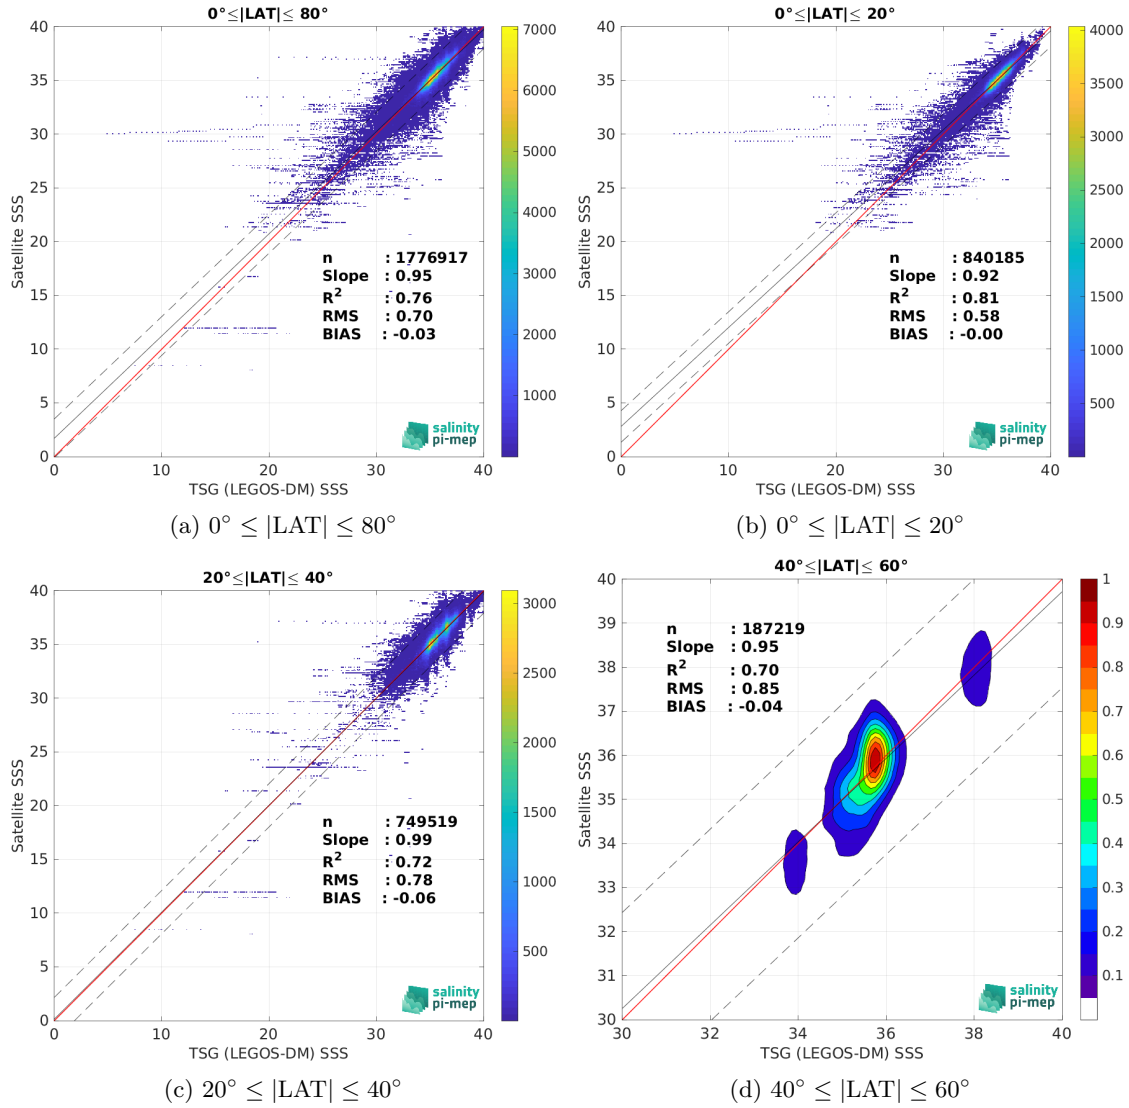 0°≤|LAT|≤ 80°
40
35
30
25
20
15
10
5
0
Satellite SSS
n : 1776917
Slope : 0.95
R² : 0.76
RMS : 0.70
BIAS : -0.03
salinity
pi-mep
0 10 20 30 40
TSG (LEGOS-DM) SSS
7000
6000
5000
4000
3000
2000
1000
(a) 0° ≤ |LAT| ≤ 80°
0°≤|LAT|≤ 20°
40
35
30
25
20
15
10
5
0
Satellite SSS
n : 840185
Slope : 0.92
R² : 0.81
RMS : 0.58
BIAS : -0.00
salinity
pi-mep
0 10 20 30 40
TSG (LEGOS-DM) SSS
4000
3500
3000
2500
2000
1500
1000
500
(b) 0° ≤ |LAT| ≤ 20°
20°≤|LAT|≤ 40°
40
35
30
25
20
15
10
5
0
Satellite SSS
n : 749519
Slope : 0.99
R² : 0.72
RMS : 0.78
BIAS : -0.06
salinity
pi-mep
0 10 20 30 40
TSG (LEGOS-DM) SSS
3000
2500
2000
1500
1000
500
(c) 20° ≤ |LAT| ≤ 40°
40°≤|LAT|≤ 60°
40
39
38
37
36
35
34
33
32
31
30
Satellite SSS
n : 187219
Slope : 0.95
R² : 0.70
RMS : 0.85
BIAS : -0.04
salinity
pi-mep
30 32 34 36 38 40
TSG (LEGOS-DM) SSS
1
0.9
0.8
0.7
0.6
0.5
0.4
0.3
0.2
0.1
(d) 40° ≤ |LAT| ≤ 60°